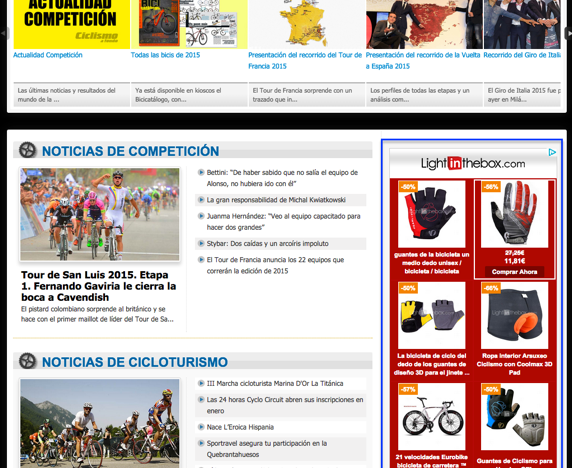 ACTUALIDAD
COMPETICIÓN
Ciclismo
BICI
Actualidad Competición
Todas las bicis de 2015
Presentación del recorrido del Tour de
Francia 2015
Presentación del recorrido de la Vuelta
a España 2015
Recorrido del Giro de Italia
Las últimas noticias y resultados del
mundo de la ...
Ya está disponible en kioscos el
Bicicatálogo, con...
El Tour de Francia sorprende con un
trazado que in...
Los perfiles de todas las etapas y un
análisis com...
El Giro de Italia 2015 fue p
ayer en Milá...
NOTICIAS DE COMPETICIÓN
Tour de San Luis 2015. Etapa
1. Fernando Gaviria le cierra la
boca a Cavendish
El pistard colombiano sorprende al británico y se
hace con el primer maillot de líder del Tour de Sa...
Bettini: "De haber sabido que no salía el equipo de
Alonso, no hubiera ido con él"
La gran responsabilidad de Michal Kwiatkowski
Juanma Hernández: "Veo al equipo capacitado para
hacer dos grandes"
Stybar: Dos caídas y un arcoíris impoluto
El Tour de Francia anuncia los 22 equipos que
correrán la edición de 2015
NOTICIAS DE CICLOTURISMO
III Marcha cicloturista Marina D'Or La Titánica
Las 24 horas Cyclo Circuit abren sus inscripciones en
enero
Nace L'Eroica Hispania
Sportravel asegura tu participación en la
Quebrantahuesos
Lightinthebox.com
-50%
guantes de la bicicleta un
medio dedo unisex /
bicicleta / bicicleta
-56%
27,25€
11,81€
Comprar Ahora
La bicicleta de ciclo del
dedo de los guantes de
diseño 3D para el jinete ...
Ropa Interior Arsuxeo
Ciclismo con Coolmax 3D
Pad
-57%
21 velocidades Eurobike
bicicleta de carretera ™
Guantes de Ciclismo para